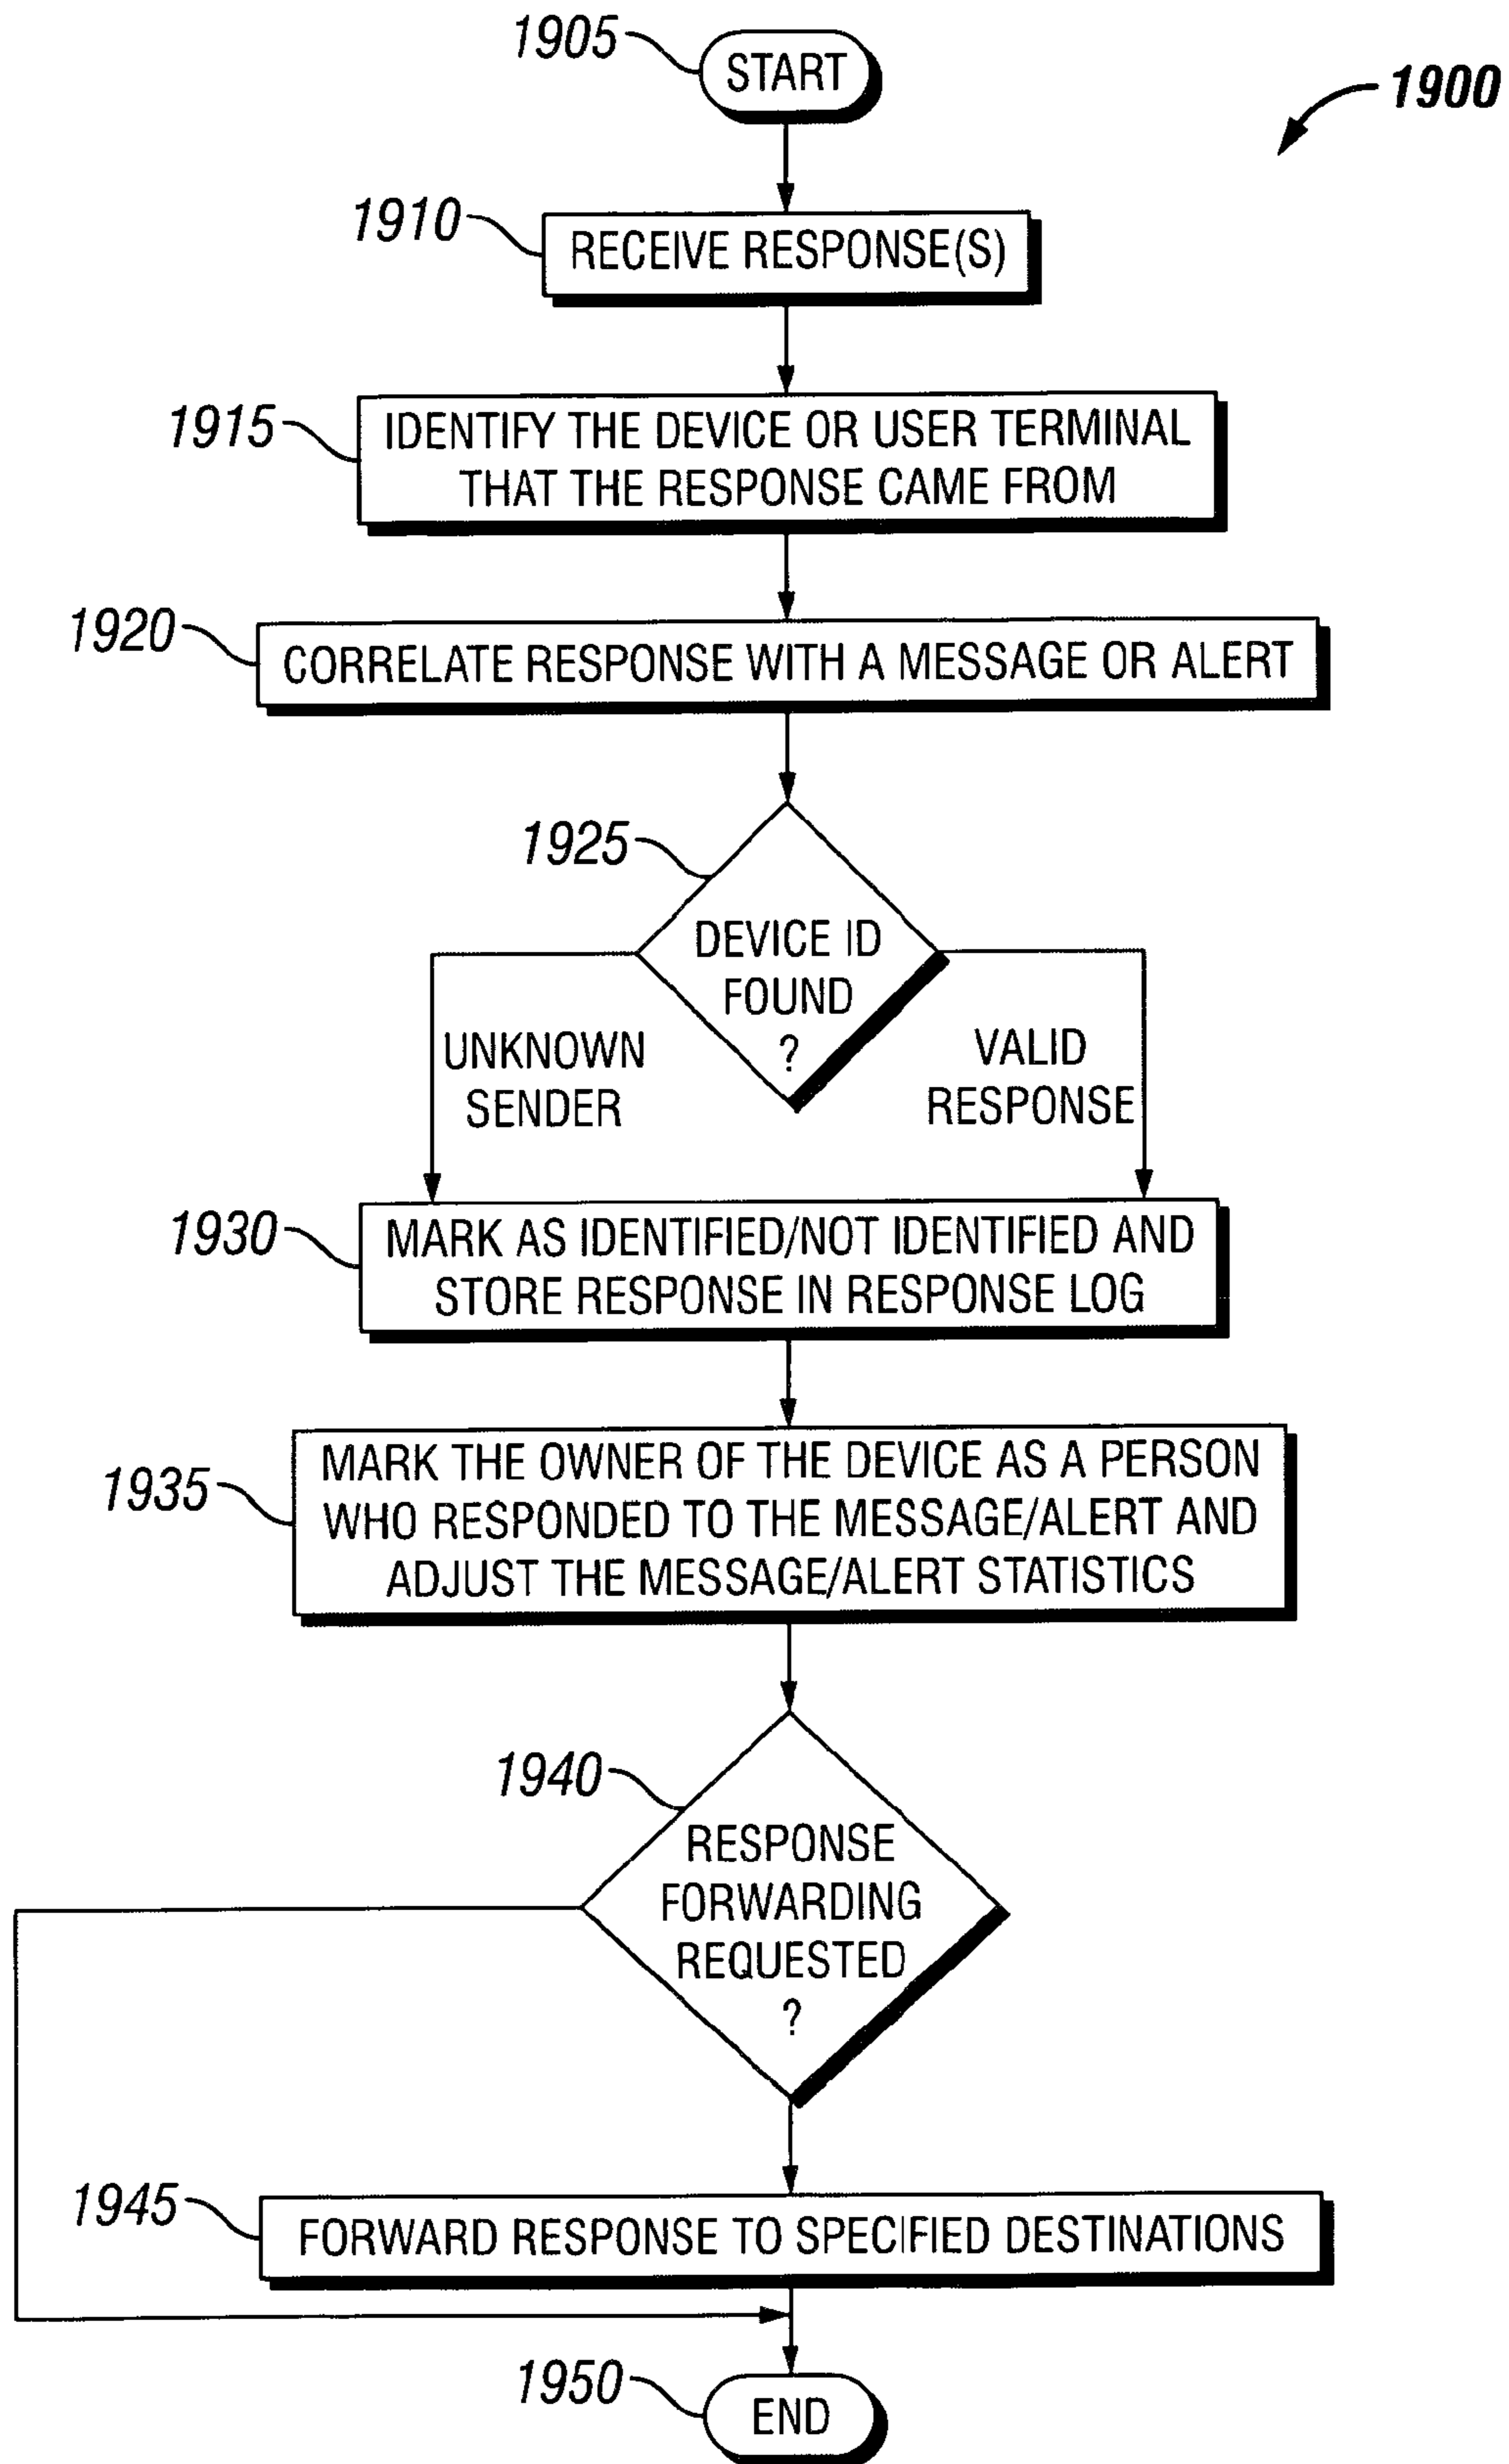 1905
START
1900
1910
RECEIVE RESPONSE(S)
1915
IDENTIFY THE DEVICE OR USER TERMINAL
THAT THE RESPONSE CAME FROM
1920
CORRELATE RESPONSE WITH A MESSAGE OR ALERT
1925
DEVICE ID
FOUND
?
UNKNOWN
SENDER
VALID
RESPONSE
1930
MARK AS IDENTIFIED/NOT IDENTIFIED AND
STORE RESPONSE IN RESPONSE LOG
1935
MARK THE OWNER OF THE DEVICE AS A PERSON
WHO RESPONDED TO THE MESSAGE/ALERT AND
ADJUST THE MESSAGE/ALERT STATISTICS
1940
RESPONSE
FORWARDING
REQUESTED
?
1945
FORWARD RESPONSE TO SPECIFIED DESTINATIONS
1950
END